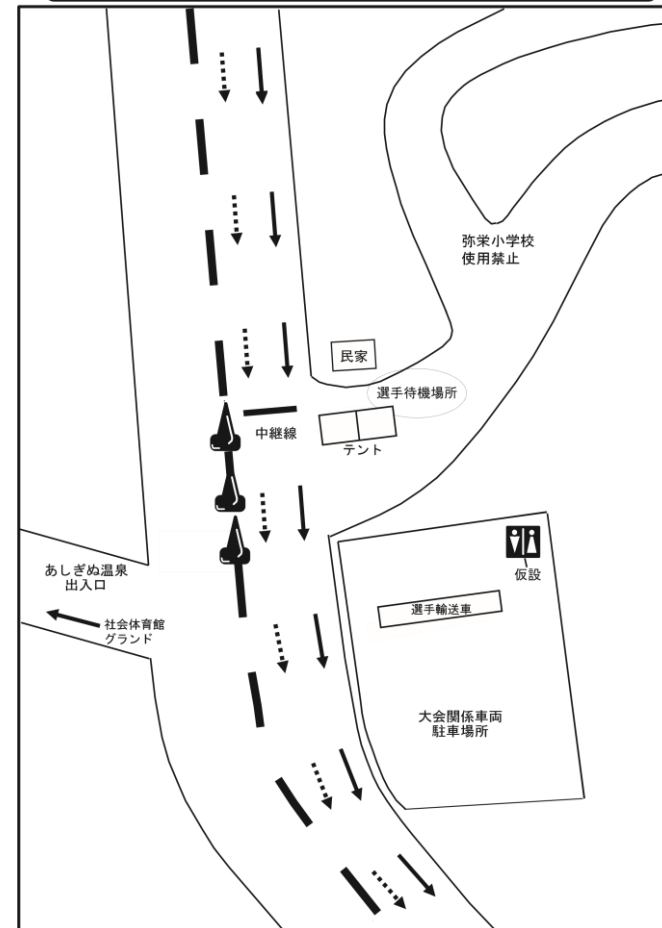 弥栄小学校
使用禁止
民家
選手待機場所
中継線
テント
あしぎぬ温泉
出入口
社会体育館
グランド
仮設
選手輸送車
大会関係車両
駐車場所